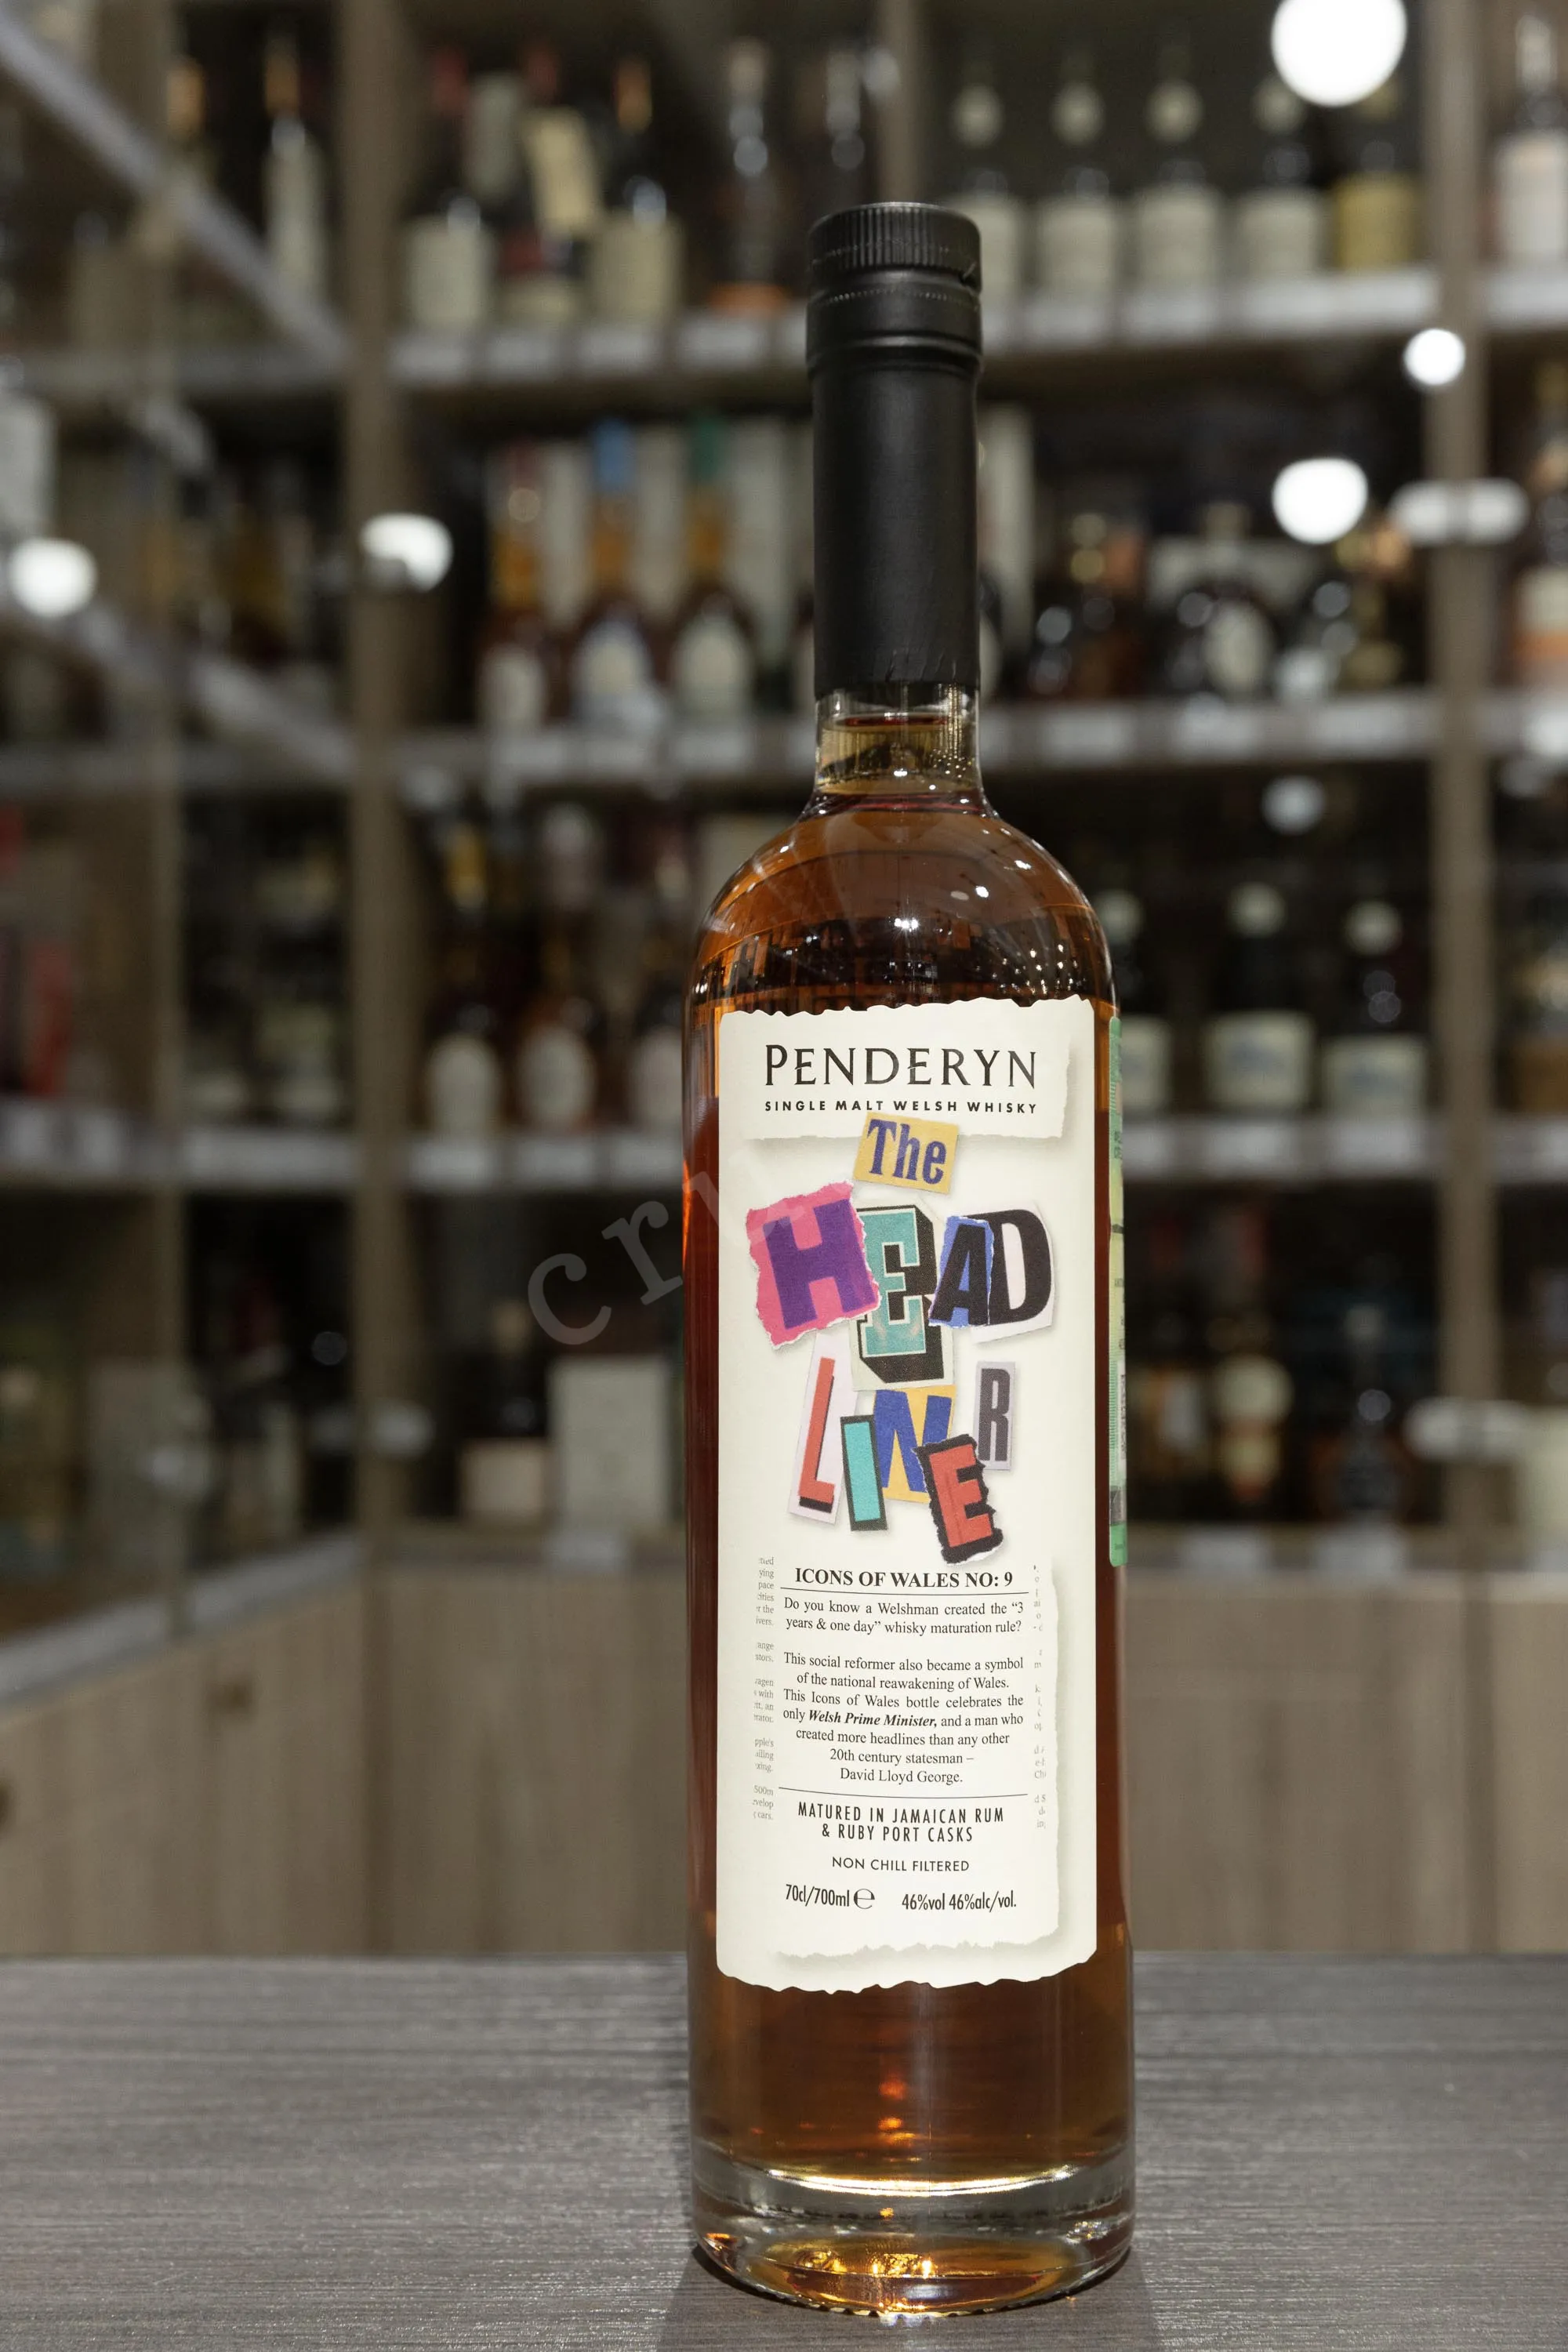 PENDERYN
SINGLE MALT WELSH WHISKY
The
HEAD
LINER
ICONS OF WALES NO: 9
Do you know a Welshman created the “3
years & one day” whisky maturation rule?
This social reformer also became a symbol
of the national reawakening of Wales.
This Icons of Wales bottle celebrates the
only Welsh Prime Minister, and a man who
created more headlines than any other
20th century statesman –
David Lloyd George.
MATURED IN JAMAICAN RUM
& RUBY PORT CASKS
NON CHILL FILTERED
70cl/700ml ℮ 46%vol 46%alc/vol.